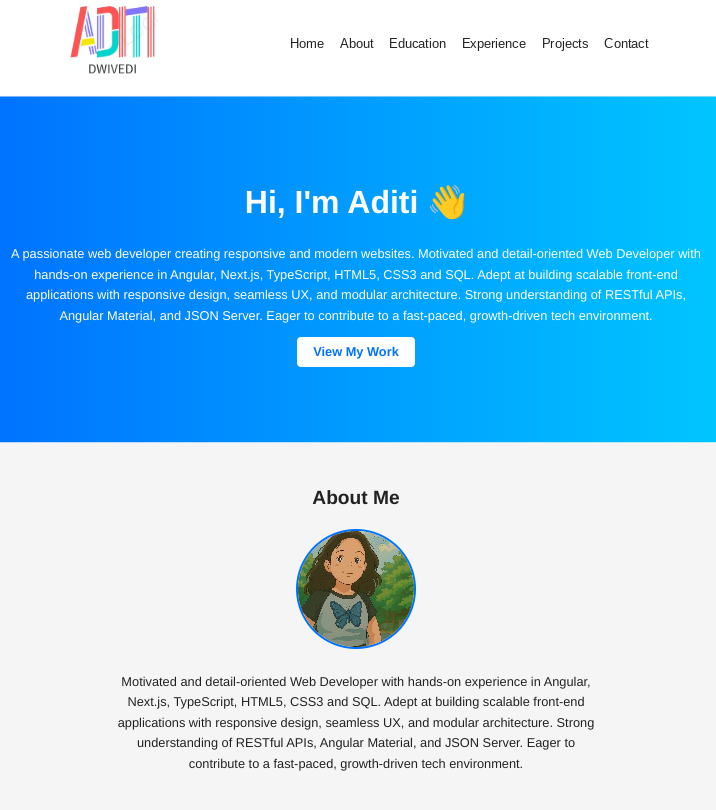 ADITI
DWIVEDI
Home About Education Experience Projects Contact
Hi, I'm Aditi 👋
A passionate web developer creating responsive and modern websites. Motivated and detail-oriented Web Developer with
hands-on experience in Angular, Next.js, TypeScript, HTML5, CSS3 and SQL. Adept at building scalable front-end
applications with responsive design, seamless UX, and modular architecture. Strong understanding of RESTful APIs,
Angular Material, and JSON Server. Eager to contribute to a fast-paced, growth-driven tech environment.
View My Work
About Me
Motivated and detail-oriented Web Developer with hands-on experience in Angular,
Next.js, TypeScript, HTML5, CSS3 and SQL. Adept at building scalable front-end
applications with responsive design, seamless UX, and modular architecture. Strong
understanding of RESTful APIs, Angular Material, and JSON Server. Eager to
contribute to a fast-paced, growth-driven tech environment.